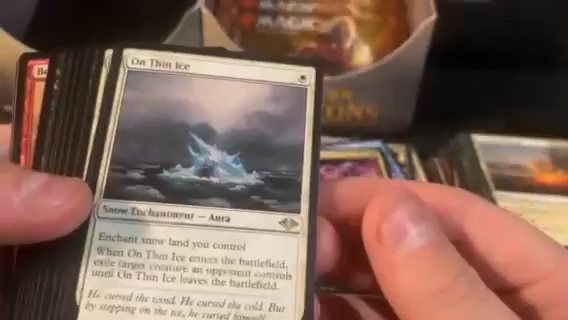 MAGIC
On Thin Ice
Snow Enchantment — Aura
Enchant snow land you control
When On Thin Ice enters the battlefield,
exile target creature an opponent controls
until On Thin Ice leaves the battlefield.
He cursed the wind. He cursed the cold. But
by stepping on the ice, he cursed himself